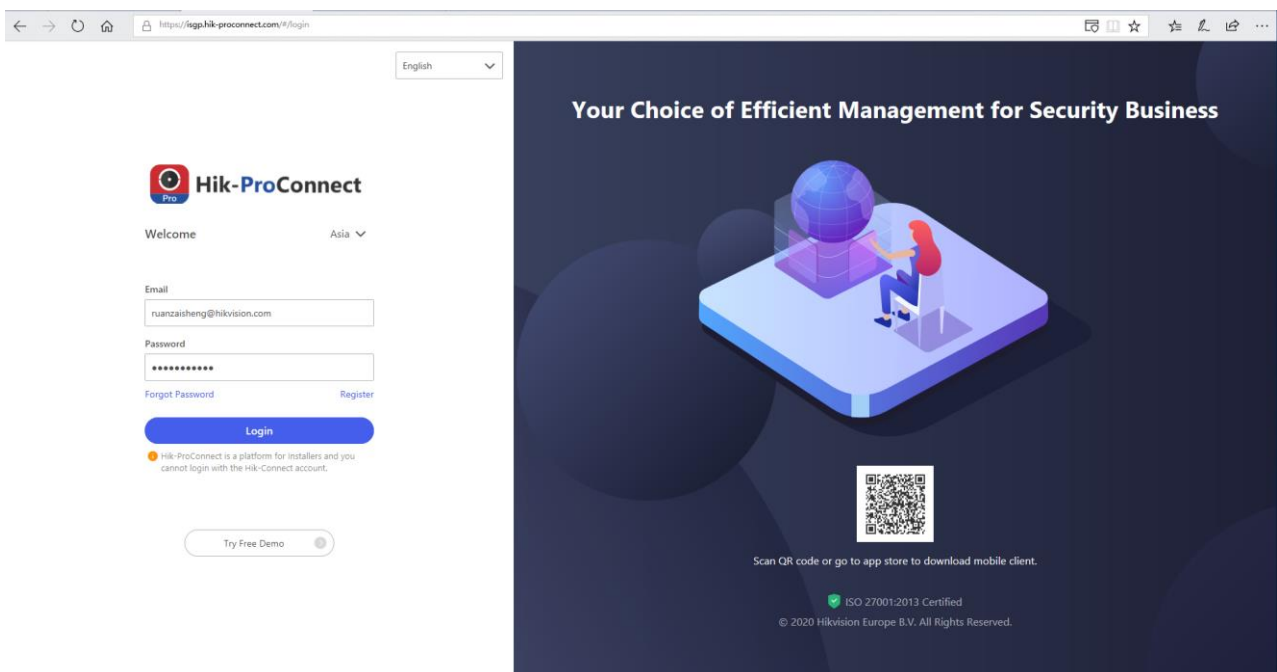 https://isgp.hik-proconnect.com/#/login
English
Your Choice of Efficient Management for Security Business
Pro
Hik-ProConnect
Welcome
Asia
Email
ruanzaisheng@hikvision.com
Password
•••••••••••
Forgot Password Register
Login
Hik-ProConnect is a platform for installers and you
cannot login with the Hik-Connect account.
Try Free Demo
Scan QR code or go to app store to download mobile client.
ISO 27001:2013 Certified
© 2020 Hikvision Europe B.V. All Rights Reserved.